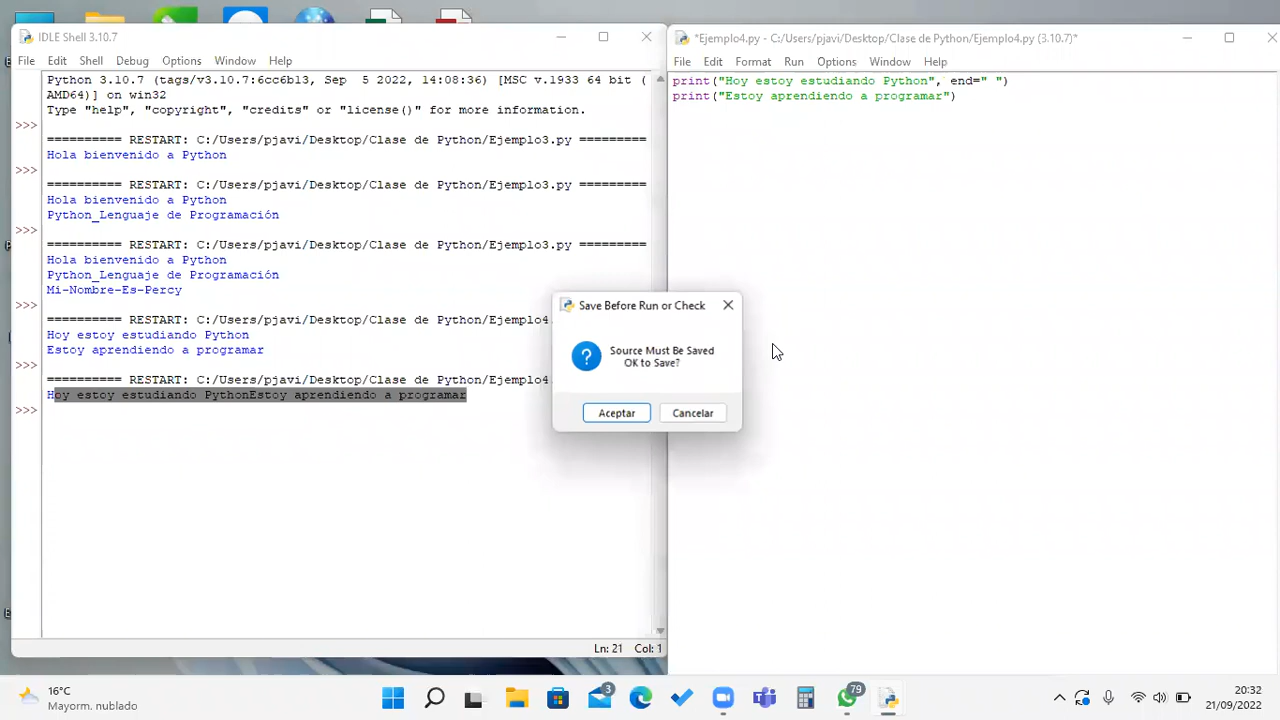 IDLE Shell 3.10.7
File Edit Shell Debug Options Window Help
Python 3.10.7 (tags/v3.10.7:6cc6b13, Sep  5 2022, 14:08:36) [MSC v.1933 64 bit (
AMD64)] on win32
Type "help", "copyright", "credits" or "license()" for more information.
>>>
========== RESTART: C:/Users/pjavi/Desktop/Clase de Python/Ejemplo3.py =========
Hola bienvenido a Python
>>>
========== RESTART: C:/Users/pjavi/Desktop/Clase de Python/Ejemplo3.py =========
Hola bienvenido a Python
Python_Lenguaje de Programación
>>>
========== RESTART: C:/Users/pjavi/Desktop/Clase de Python/Ejemplo3.py =========
Hola bienvenido a Python
Python_Lenguaje de Programación
Mi-Nombre-Es-Percy
>>>
========== RESTART: C:/Users/pjavi/Desktop/Clase de Python/Ejemplo4.
Hoy estoy estudiando Python
Estoy aprendiendo a programar
>>>
========== RESTART: C:/Users/pjavi/Desktop/Clase de Python/Ejemplo4.
Hoy estoy estudiando PythonEstoy aprendiendo a programar
>>>
Ln: 21 Col: 1
*Ejemplo4.py - C:/Users/pjavi/Desktop/Clase de Python/Ejemplo4.py (3.10.7)*
File Edit Format Run Options Window Help
print("Hoy estoy estudiando Python", end=" ")
print("Estoy aprendiendo a programar")
Save Before Run or Check
Source Must Be Saved
OK to Save?
Aceptar Cancelar
16°C
Mayorm. nublado
3
79
20:32
21/09/2022